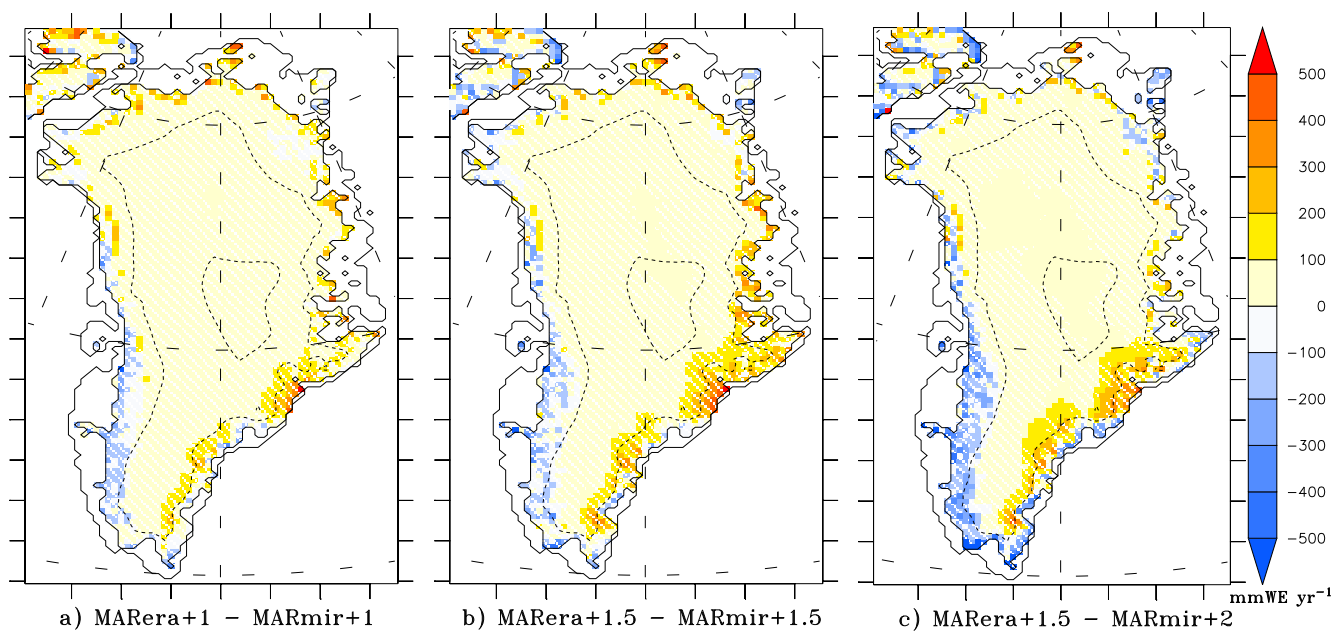 500
400
300
200
100
0
−100
−200
−300
−400
−500
mmWE yr⁻¹
a) MARera+1 − MARmir+1
b) MARera+1.5 − MARmir+1.5
c) MARera+1.5 − MARmir+2